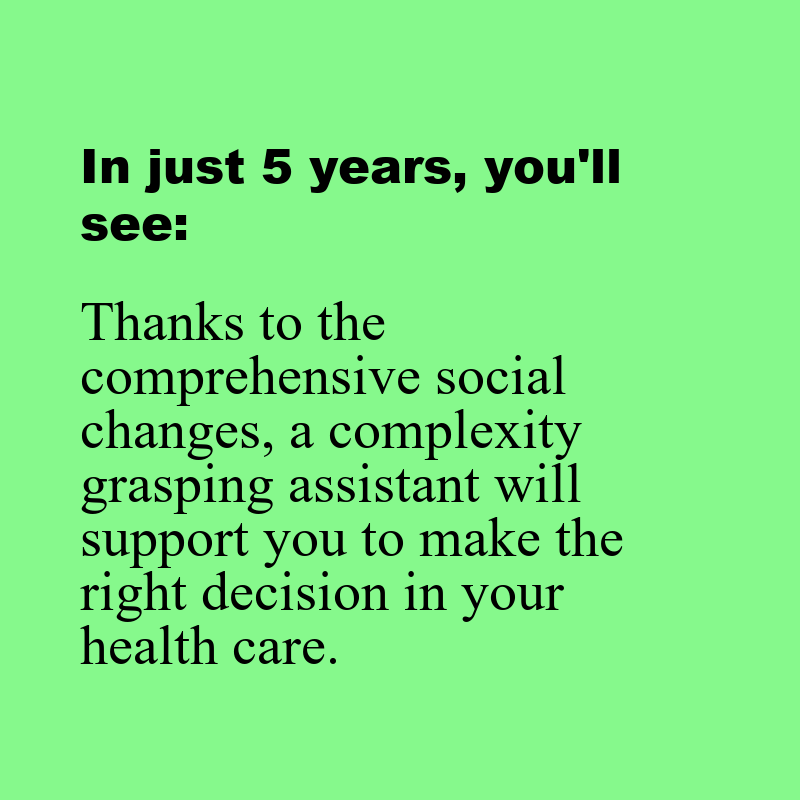 In just 5 years, you'll
see:
Thanks to the
comprehensive social
changes, a complexity
grasping assistant will
support you to make the
right decision in your
health care.